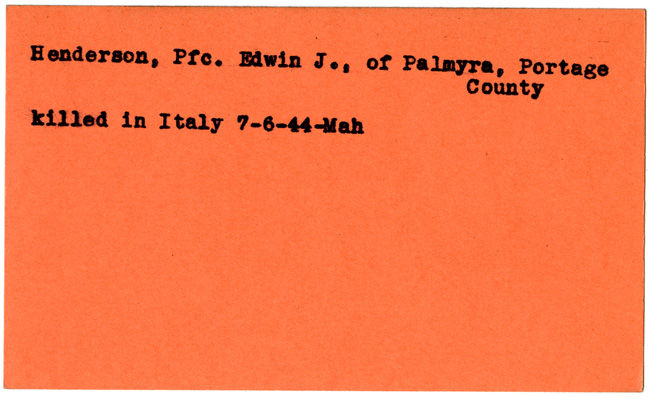 Henderson, Pfc. Edwin J., of Palmyra, Portage
County
killed in Italy 7-6-44-Mah